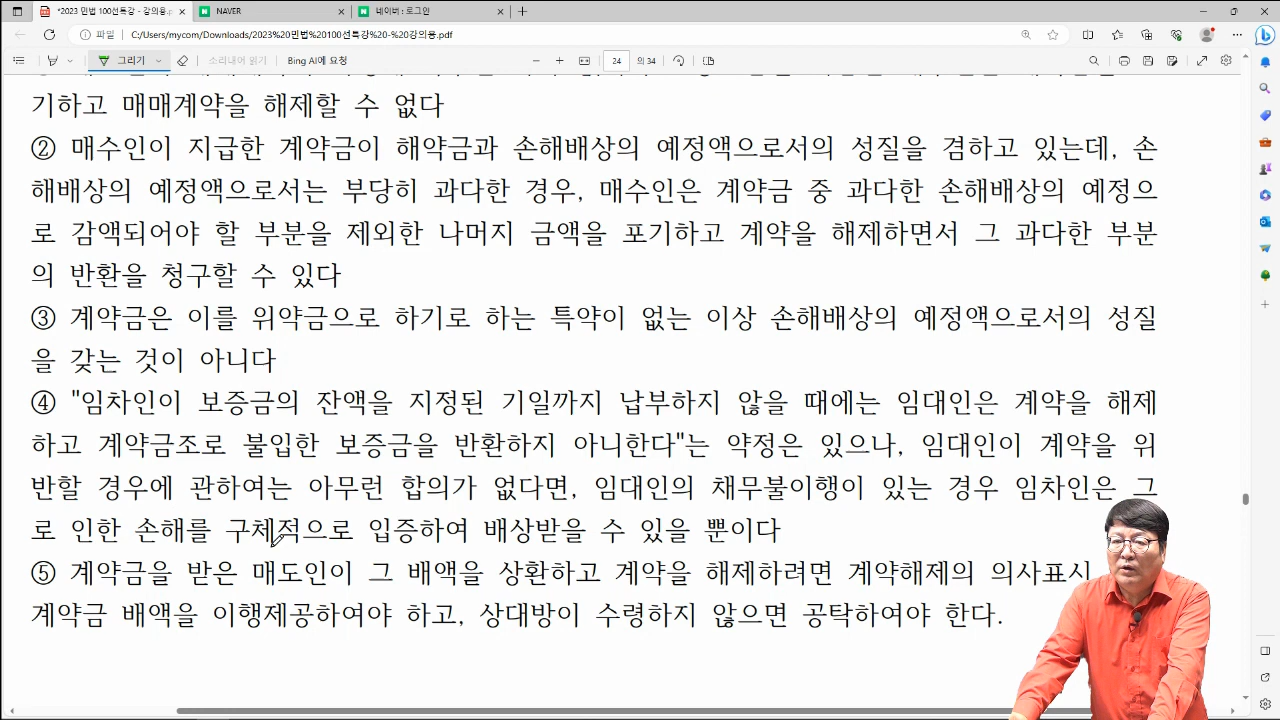 *2023 민법 100선특강 - 강의용.p
NAVER
네이버 : 로그인
파일
C:/Users/mycom/Downloads/2023%20민법%20100선특강%20-%20강의용.pdf
그리기
소리내어 읽기
Bing AI에 요청
24
의 34
기하고 매매계약을 해제할 수 없다
② 매수인이 지급한 계약금이 해약금과 손해배상의 예정액으로서의 성질을 겸하고 있는데, 손
해배상의 예정액으로서는 부당히 과다한 경우, 매수인은 계약금 중 과다한 손해배상의 예정으
로 감액되어야 할 부분을 제외한 나머지 금액을 포기하고 계약을 해제하면서 그 과다한 부분
의 반환을 청구할 수 있다
③ 계약금은 이를 위약금으로 하기로 하는 특약이 없는 이상 손해배상의 예정액으로서의 성질
을 갖는 것이 아니다
④ "임차인이 보증금의 잔액을 지정된 기일까지 납부하지 않을 때에는 임대인은 계약을 해제
하고 계약금조로 불입한 보증금을 반환하지 아니한다"는 약정은 있으나, 임대인이 계약을 위
반할 경우에 관하여는 아무런 합의가 없다면, 임대인의 채무불이행이 있는 경우 임차인은 그
로 인한 손해를 구체적으로 입증하여 배상받을 수 있을 뿐이다
⑤ 계약금을 받은 매도인이 그 배액을 상환하고 계약을 해제하려면 계약해제의 의사표시
계약금 배액을 이행제공하여야 하고, 상대방이 수령하지 않으면 공탁하여야 한다.